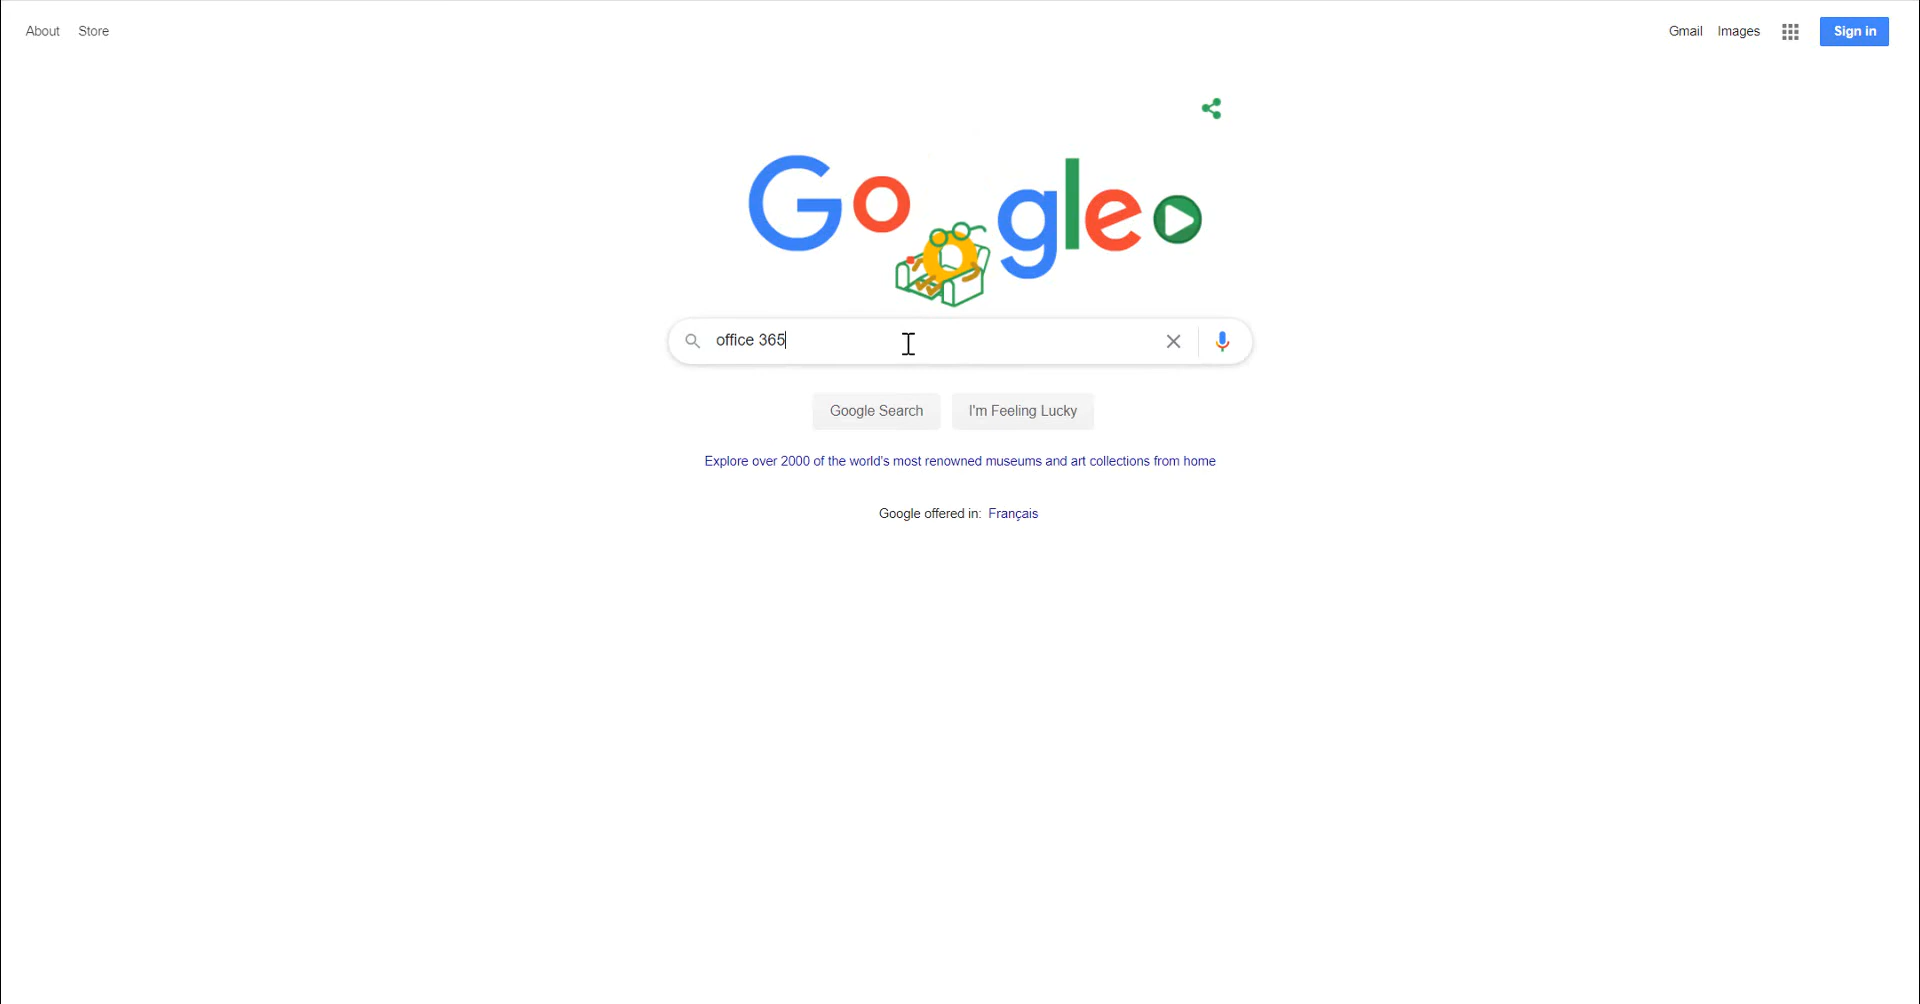 About Store
Gmail Images Sign in
Google
office 365
Google Search I'm Feeling Lucky
Explore over 2000 of the world's most renowned museums and art collections from home
Google offered in: Français